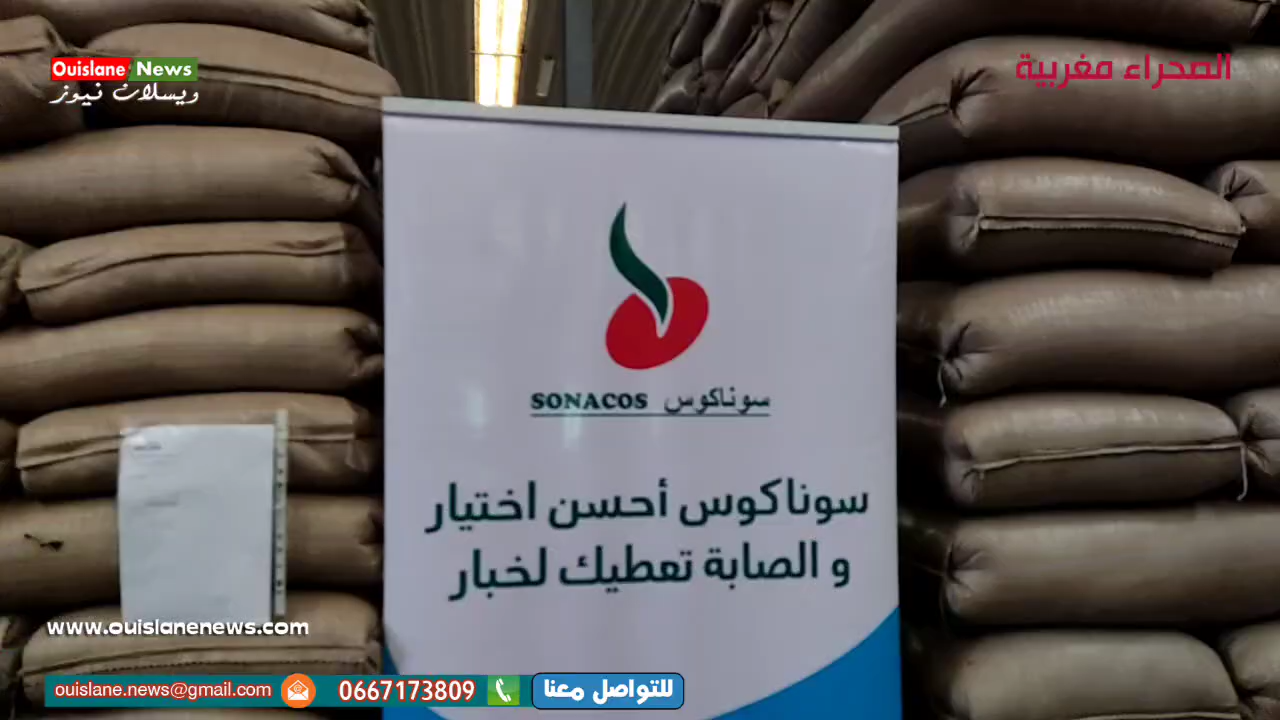 Ouislane News
ويسلان نيوز
الصحراء مغربية
SONACOS سوناكوس
سوناكوس أحسن اختيار
و الصابة تعطيك لخبار
www.ouislanenews.com
ouislane.news@gmail.com 0667173809 للتواصل معنا